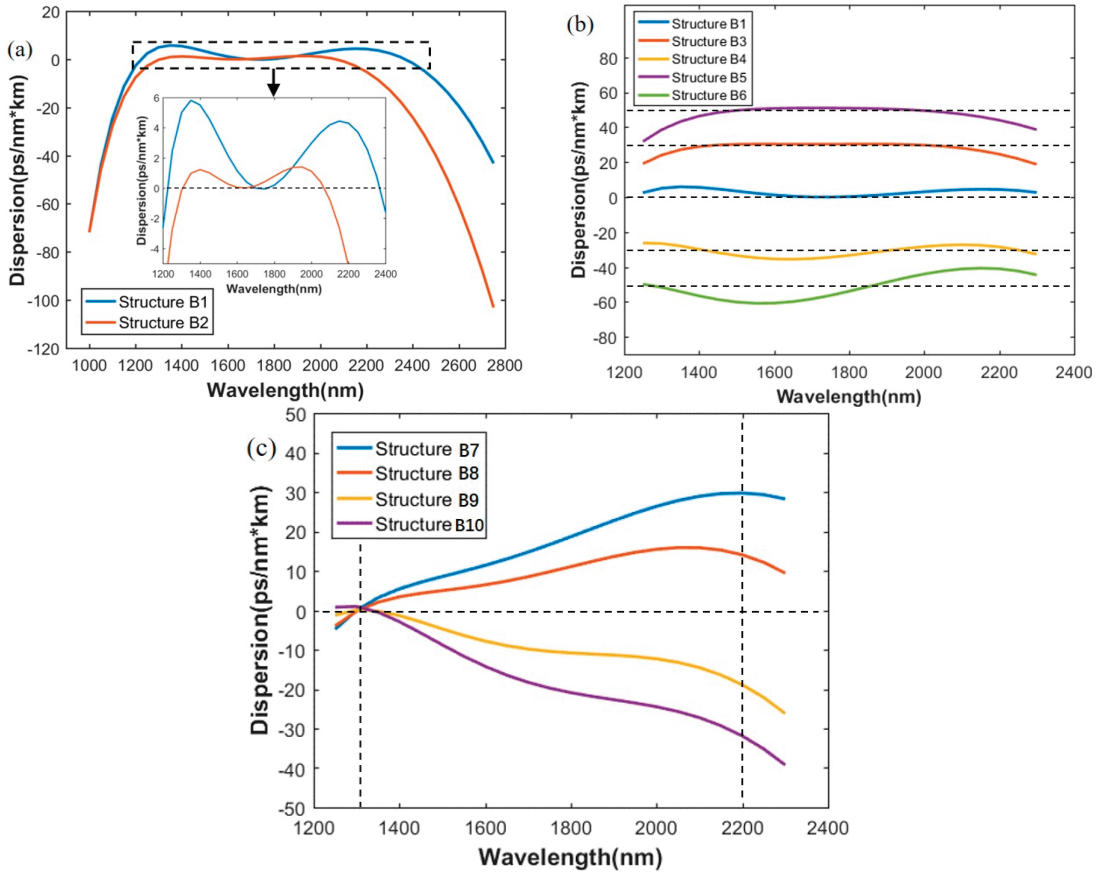 (a)
20
0
-20
-40
-60
-80
-100
-120
Dispersion(ps/nm*km)
6
4
2
0
-2
-4
Dispersion(ps/nm*km)
1200 1400 1600 1800 2000 2200 2400
Wavelength(nm)
Structure B1
Structure B2
1000 1200 1400 1600 1800 2000 2200 2400 2600 2800
Wavelength(nm)
(b)
Structure B1
Structure B3
Structure B4
Structure B5
Structure B6
80
60
40
20
0
-20
-40
-60
-80
Dispersion(ps/nm*km)
1200 1400 1600 1800 2000 2200 2400
Wavelength(nm)
(c)
Structure B7
Structure B8
Structure B9
Structure B10
50
40
30
20
10
0
-10
-20
-30
-40
-50
Dispersion(ps/nm*km)
1200 1400 1600 1800 2000 2200 2400
Wavelength(nm)